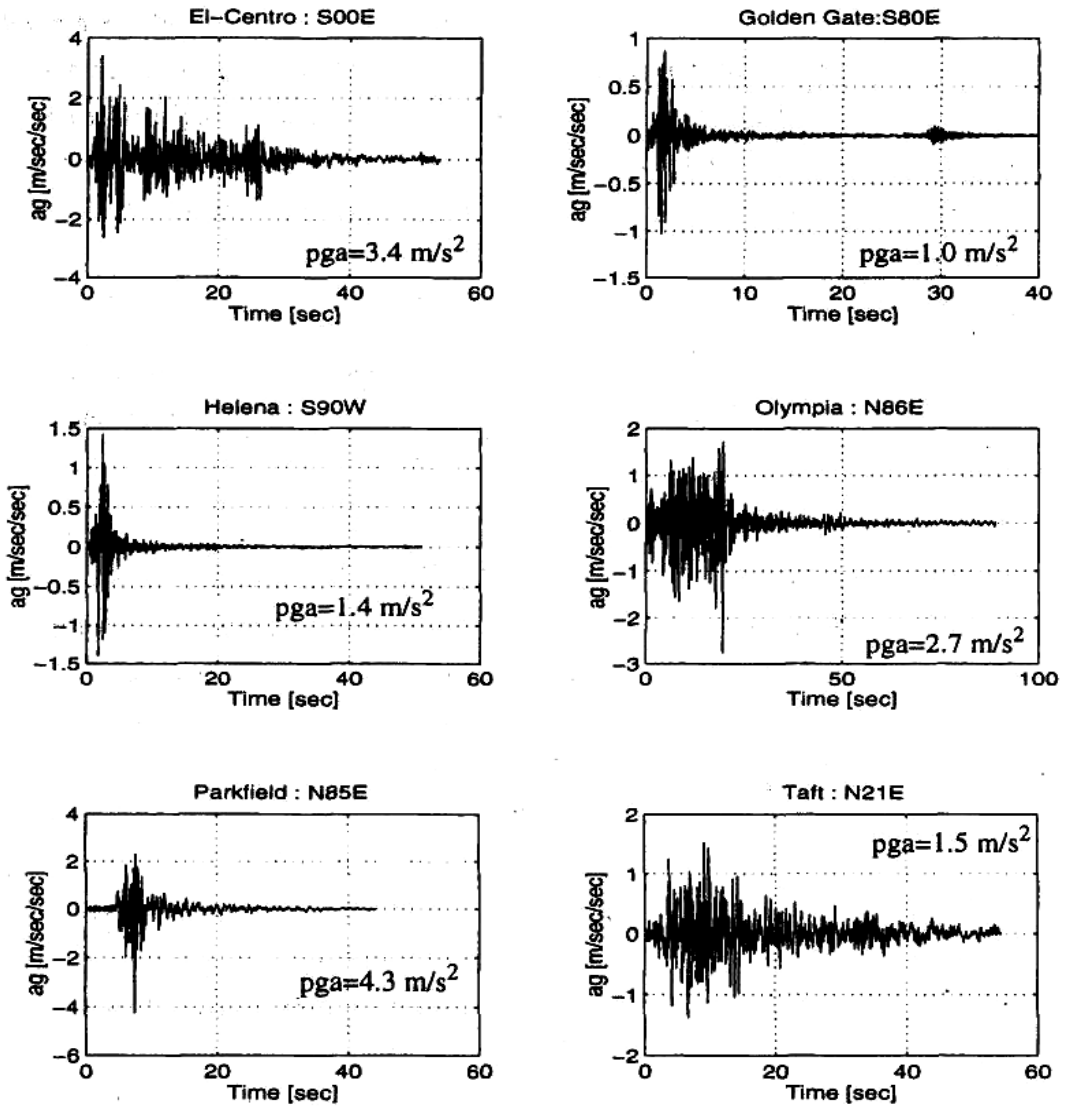 El-Centro : S00E
4
2
0
-2
-4
ag [m/sec/sec]
pga=3.4 m/s²
0 20 40 60
Time [sec]
Golden Gate:S80E
1
0.5
0
-0.5
-1
-1.5
ag [m/sec/sec]
pga=1.0 m/s²
0 10 20 30 40
Time [sec]
Helena : S90W
1.5
1
0.5
0
-0.5
-1
-1.5
ag [m/sec/sec]
pga=1.4 m/s²
0 20 40 60
Time [sec]
Olympia : N86E
2
1
0
-1
-2
-3
ag [m/sec/sec]
pga=2.7 m/s²
0 50 100
Time [sec]
Parkfield : N85E
4
2
0
-2
-4
-6
ag [m/sec/sec]
pga=4.3 m/s²
0 20 40 60
Time [sec]
Taft : N21E
2
1
0
-1
-2
ag [m/sec/sec]
pga=1.5 m/s²
0 20 40 60
Time [sec]